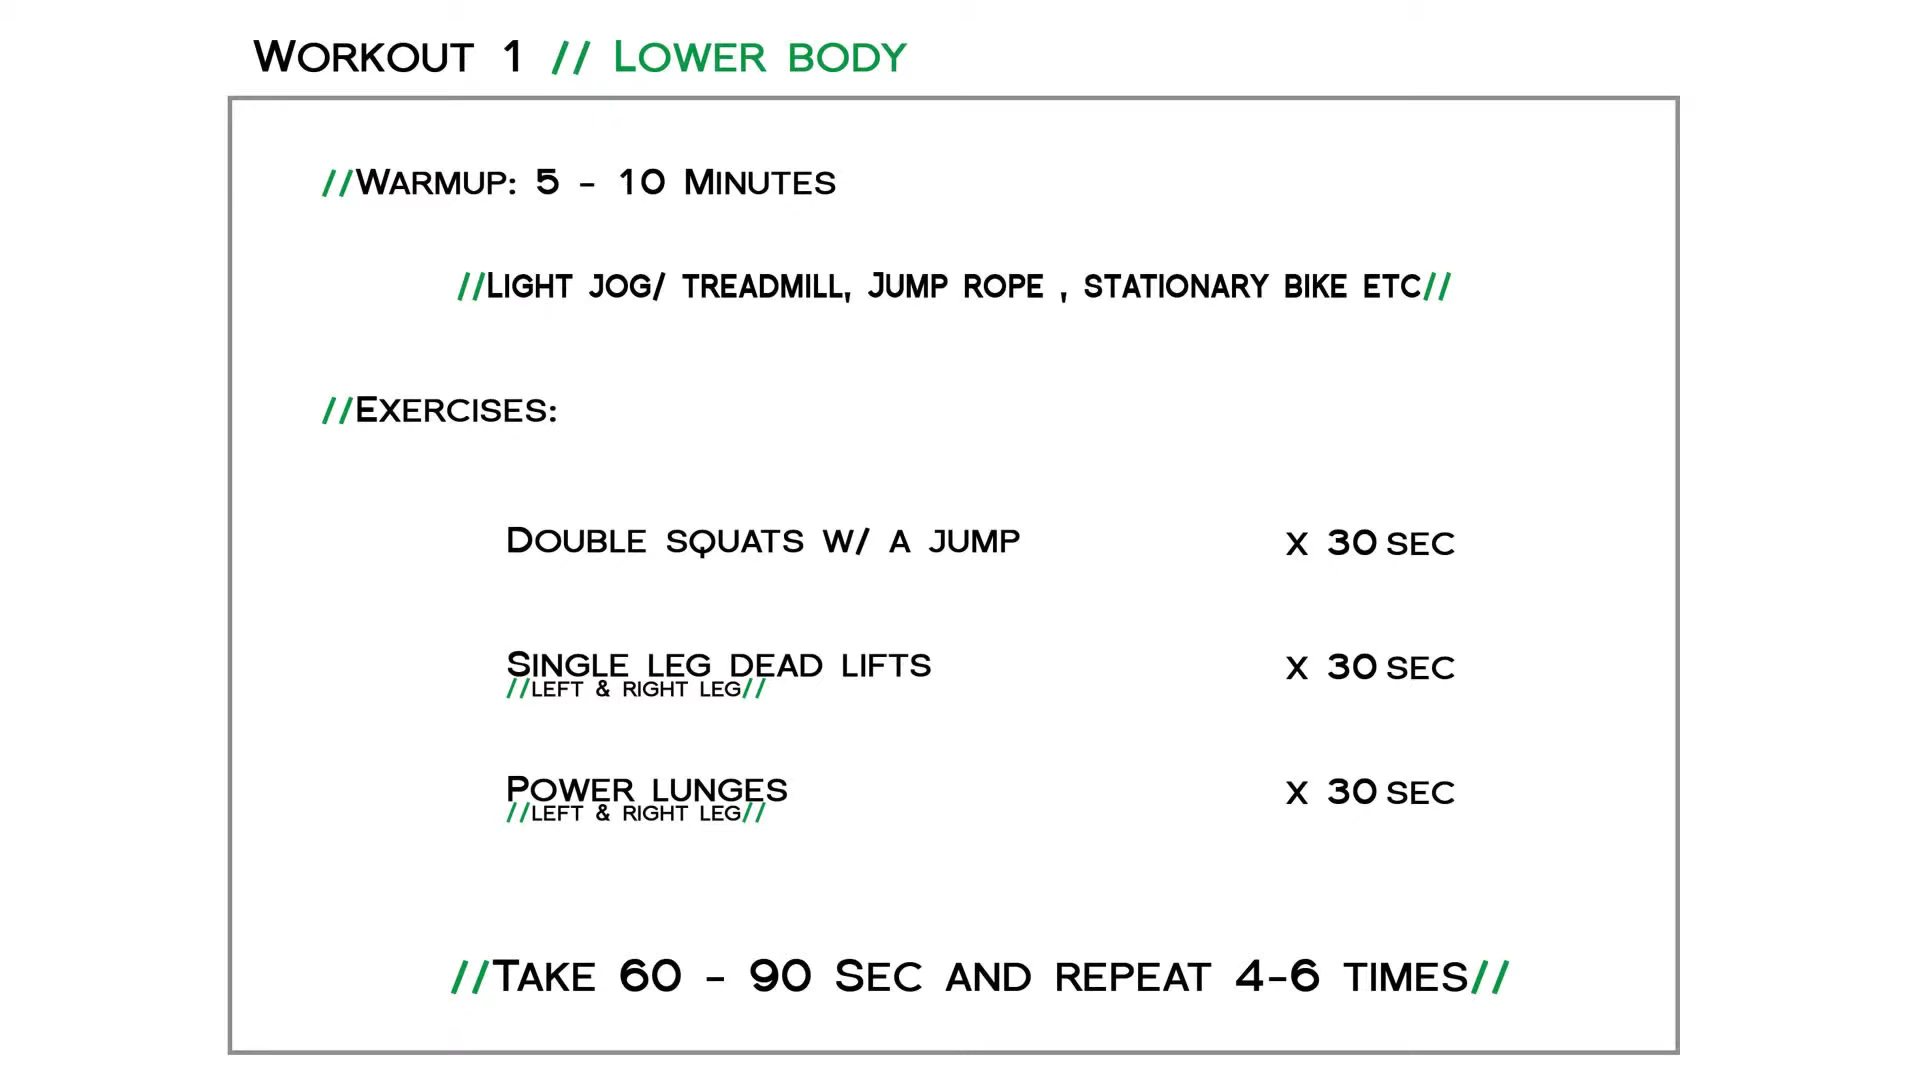 Workout 1 // Lower body
//Warmup: 5 - 10 Minutes
//Light jog/ treadmill, Jump rope , stationary bike etc//
//Exercises:
Double squats w/ a jump x 30 sec
Single leg dead lifts x 30 sec
//left & right leg//
Power lunges x 30 sec
//left & right leg//
//Take 60 - 90 Sec and repeat 4-6 times//